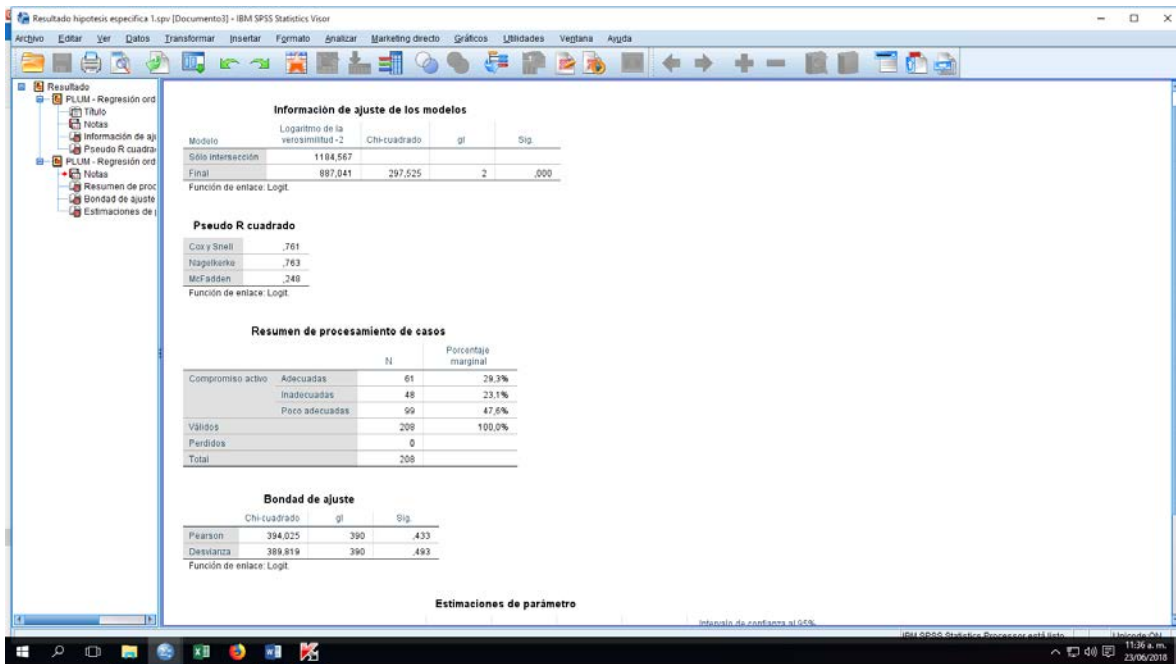 Resultado hipotesis especifica 1.spv [Documento3] - IBM SPSS Statistics Visor
Archivo Editar Ver Datos Transformar Insertar Formato Analizar Marketing directo Gráficos Utilidades Ventana Ayuda
Resultado
PLUM - Regresión ord
Título
Notas
Información de aju
Pseudo R cuadra
PLUM - Regresión ord
Notas
Resumen de proc
Bondad de ajuste
Estimaciones de p
Información de ajuste de los modelos
Modelo Logaritmo de la verosimilitud -2 Chi-cuadrado gl Sig.
Sólo intersección 1184,567
Final 887,041 297,525 2 ,000
Función de enlace: Logit.
Pseudo R cuadrado
Cox y Snell ,761
Nagelkerke ,763
McFadden ,248
Función de enlace: Logit.
Resumen de procesamiento de casos
N Porcentaje marginal
Compromiso activo Adecuadas 61 29,3%
Inadecuadas 48 23,1%
Poco adecuadas 99 47,6%
Válidos 208 100,0%
Perdidos 0
Total 208
Bondad de ajuste
Chi-cuadrado gl Sig.
Pearson 394,025 390 ,433
Desvianza 389,819 390 ,493
Función de enlace: Logit.
Estimaciones de parámetro
Intervalo de confianza al 95%
IBM SPSS Statistics Processor está listo Unicode:ON
11:36 a. m.
23/06/2018